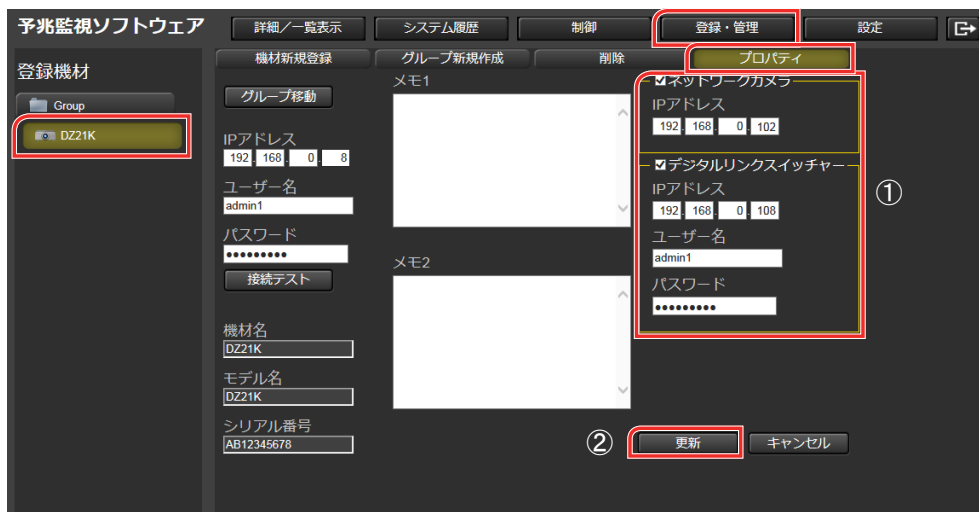 予兆監視ソフトウェア
詳細／一覧表示
システム履歴
制御
登録・管理
設定
機材新規登録
グループ新規作成
削除
プロパティ
登録機材
Group
DZ21K
グループ移動
IPアドレス
192. 168. 0. 8
ユーザー名
admin1
パスワード
●●●●●●●●●
接続テスト
機材名
DZ21K
モデル名
DZ21K
シリアル番号
AB12345678
メモ1
メモ2
ネットワークカメラ
IPアドレス
192. 168. 0. 102
デジタルリンクスイッチャー
IPアドレス
192. 168. 0. 108
ユーザー名
admin1
パスワード
●●●●●●●●●
①
②
更新
キャンセル